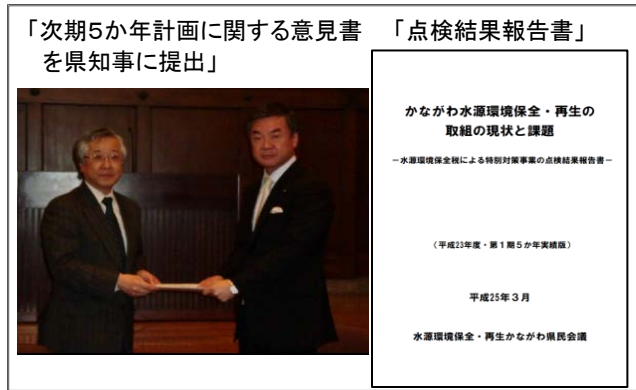 「次期５か年計画に関する意見書
を県知事に提出」
「点検結果報告書」
かながわ水源環境保全・再生の
取組の現状と課題
－水源環境保全税による特別対策事業の点検結果報告書－
（平成23年度・第１期５か年実績版）
平成25年３月
水源環境保全・再生かながわ県民会議